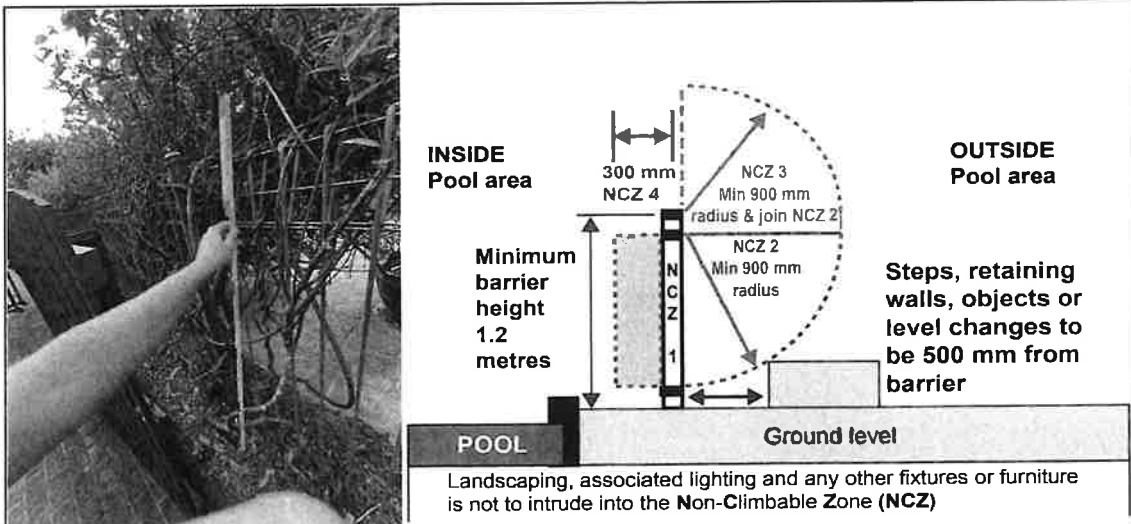 INSIDE
Pool area
300 mm
NCZ 4
NCZ 3
Min 900 mm
radius & join NCZ 2
OUTSIDE
Pool area
Minimum
barrier
height
1.2
metres
NCZ 1
NCZ 2
Min 900 mm
radius
Steps, retaining
walls, objects or
level changes to
be 500 mm from
barrier
POOL
Ground level
Landscaping, associated lighting and any other fixtures or furniture
is not to intrude into the Non-Climbable Zone (NCZ)